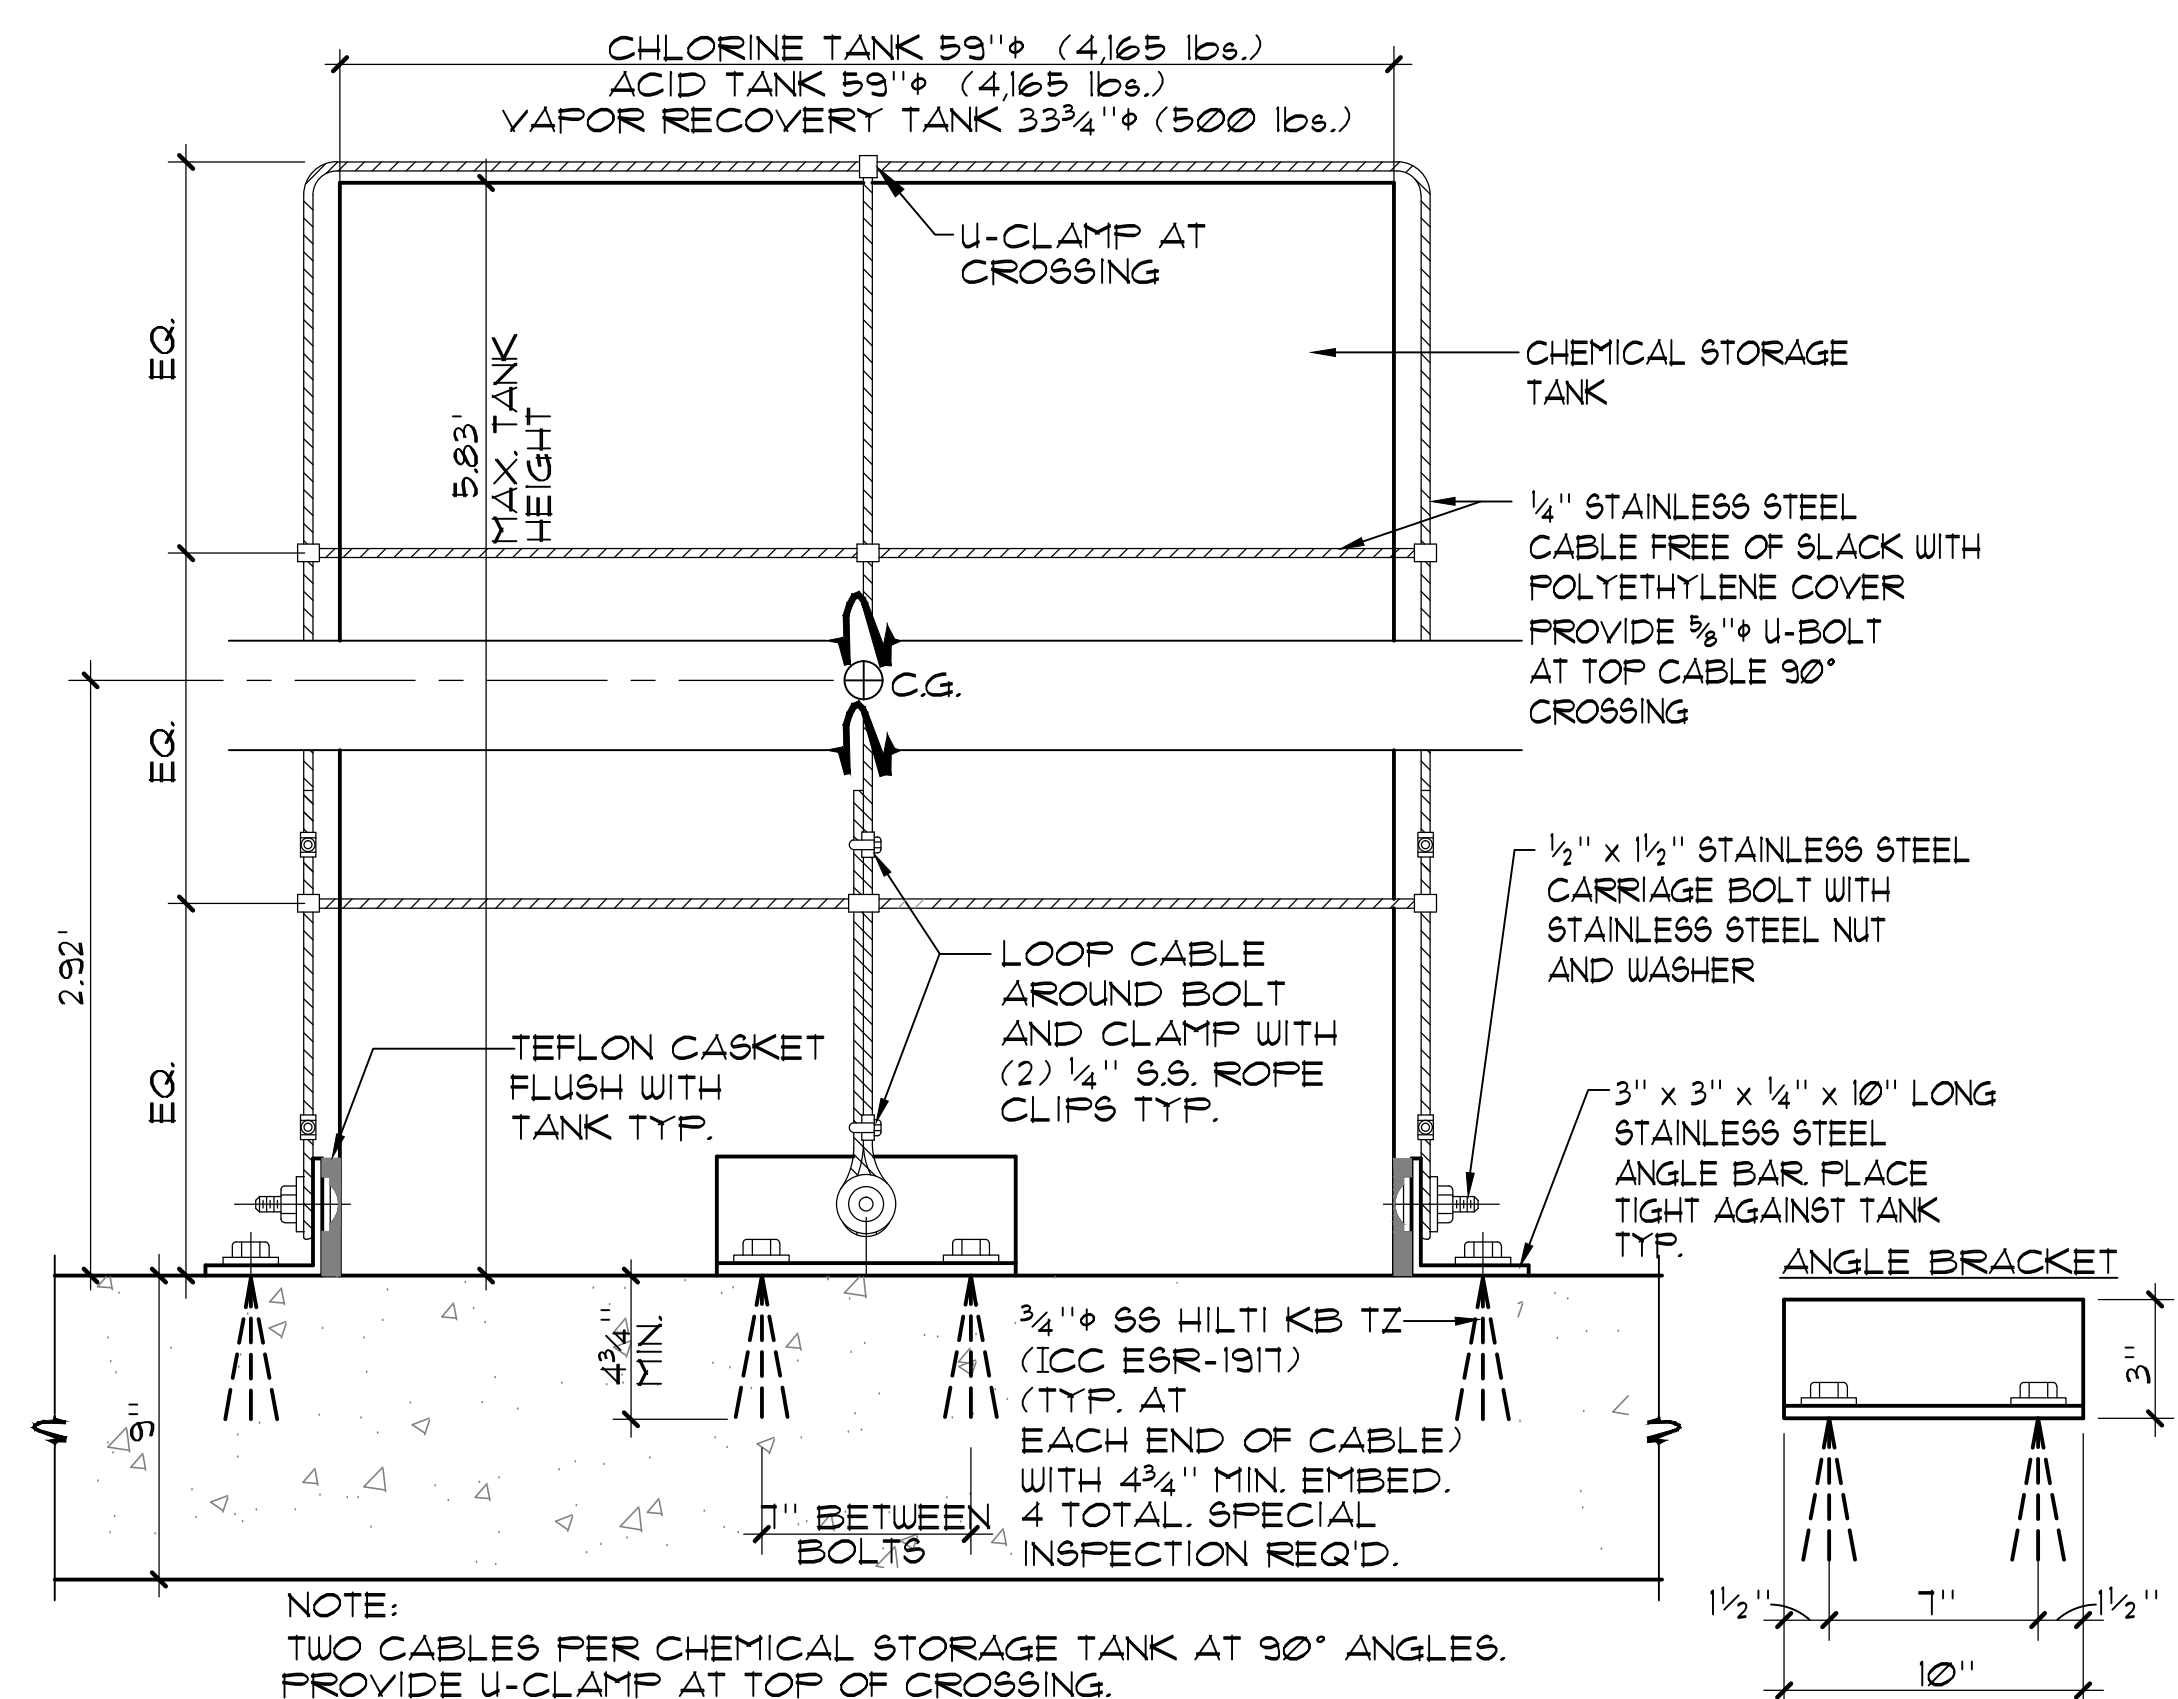 CHLORINE TANK 59"ϕ (4,165 lbs.)
ACID TANK 59"ϕ (4,165 lbs.)
VAPOR RECOVERY TANK 33¾"ϕ (500 lbs.)
U-CLAMP AT
CROSSING
EQ.
5.83'
MAX. TANK
HEIGHT
CHEMICAL STORAGE
TANK
¼" STAINLESS STEEL
CABLE FREE OF SLACK WITH
POLYETHYLENE COVER
PROVIDE ⅝"ϕ U-BOLT
AT TOP CABLE 90°
CROSSING
C.G.
EQ.
½" x 1½" STAINLESS STEEL
CARRIAGE BOLT WITH
STAINLESS STEEL NUT
AND WASHER
2.92'
LOOP CABLE
AROUND BOLT
AND CLAMP WITH
(2) ¼" S.S. ROPE
CLIPS TYP.
TEFLON CASKET
FLUSH WITH
TANK TYP.
EQ.
3" x 3" x ¼" x 10" LONG
STAINLESS STEEL
ANGLE BAR. PLACE
TIGHT AGAINST TANK
TYP.
ANGLE BRACKET
9"
4¾"
MIN.
¾"ϕ SS HILTI KB TZ
(ICC ESR-1917)
(TYP. AT
EACH END OF CABLE)
WITH 4¾" MIN. EMBED.
4 TOTAL. SPECIAL
INSPECTION REQ'D.
7" BETWEEN
BOLTS
3"
1½"
7"
1½"
10"
NOTE:
TWO CABLES PER CHEMICAL STORAGE TANK AT 90° ANGLES.
PROVIDE U-CLAMP AT TOP OF CROSSING.